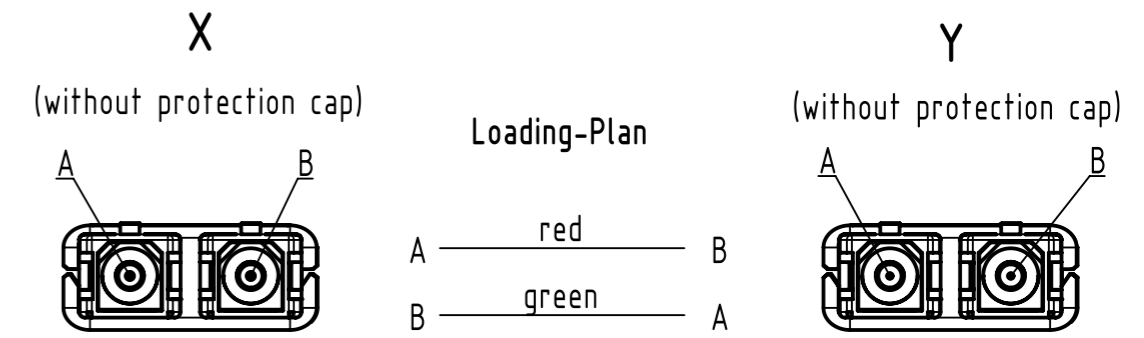 X
(without protection cap)
A B
Loading-Plan
A red B
B green A
Y
(without protection cap)
A B